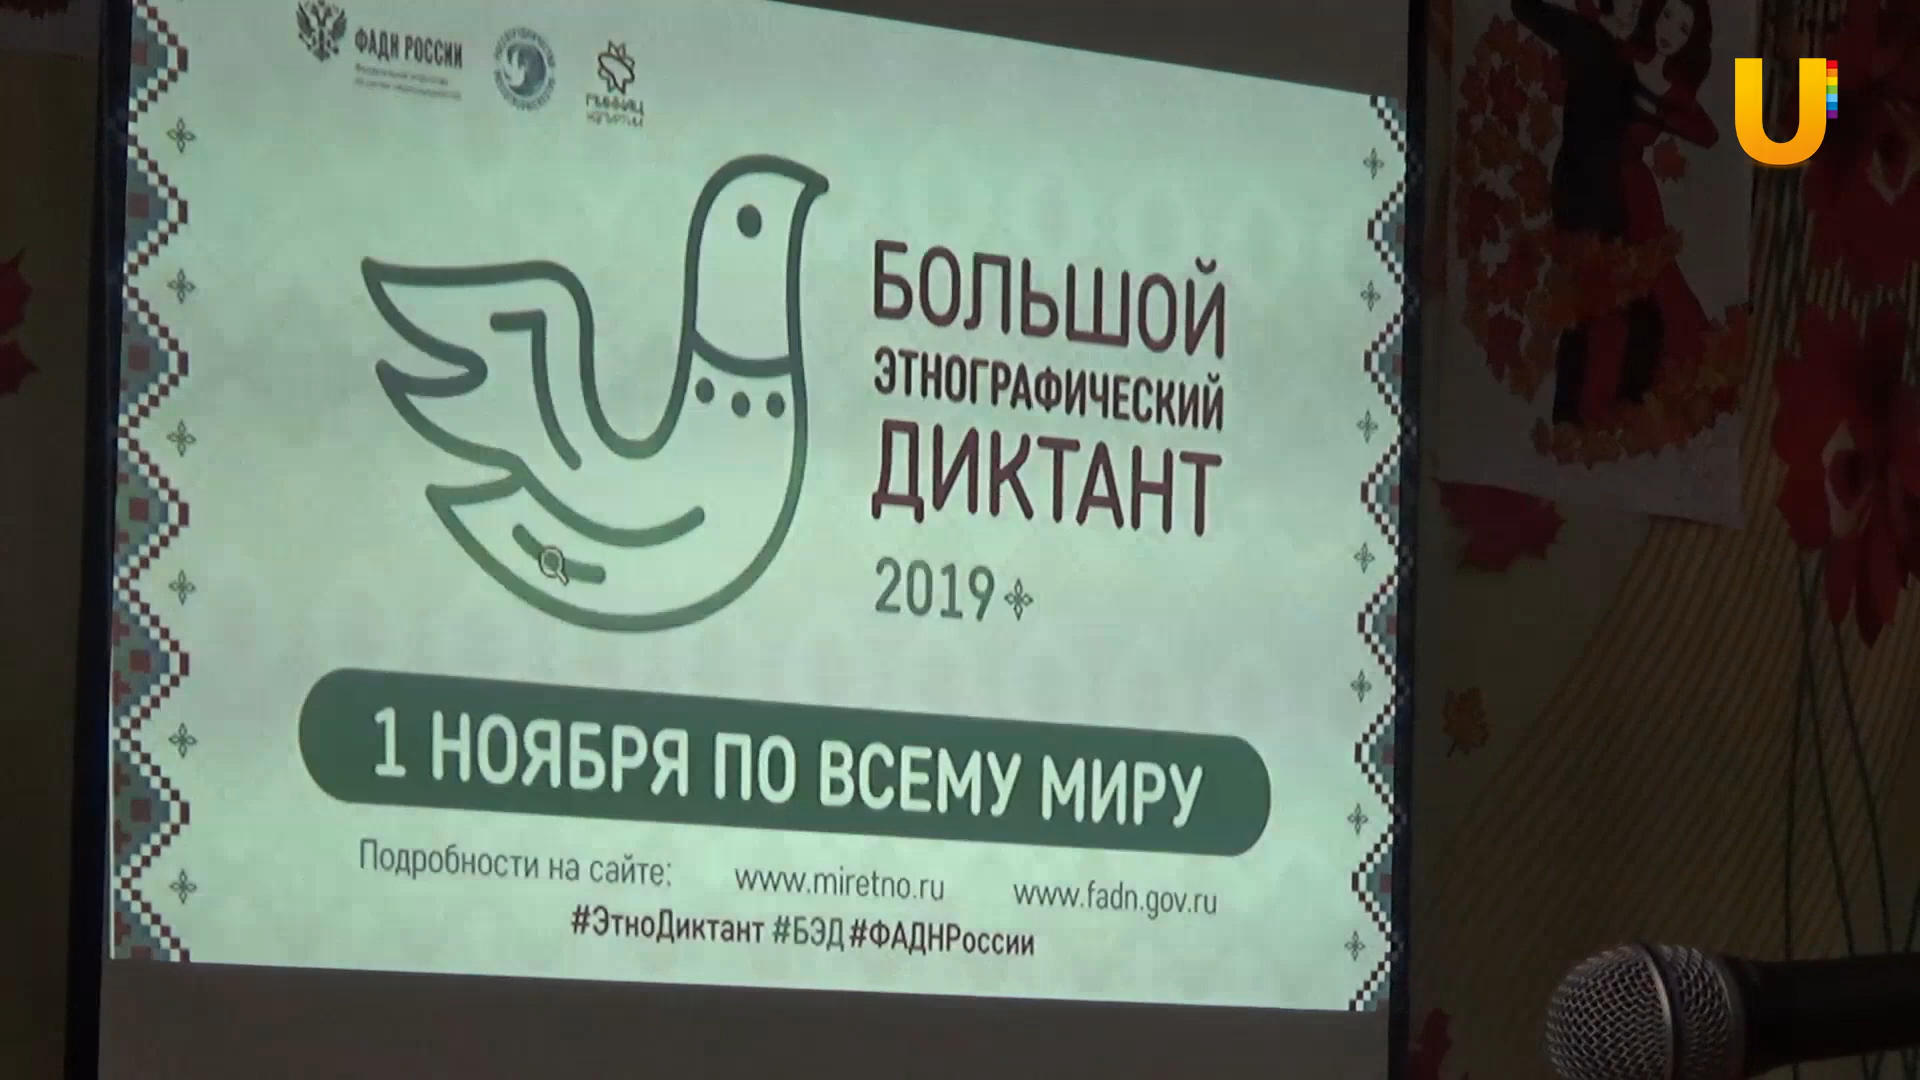 ФАДН РОССИИ
U
БОЛЬШОЙ
ЭТНОГРАФИЧЕСКИЙ
ДИКТАНТ
2019
1 НОЯБРЯ ПО ВСЕМУ МИРУ
Подробности на сайте: www.miretno.ru www.fadn.gov.ru
#ЭтноДиктант #БЭД #ФАДНРоссии